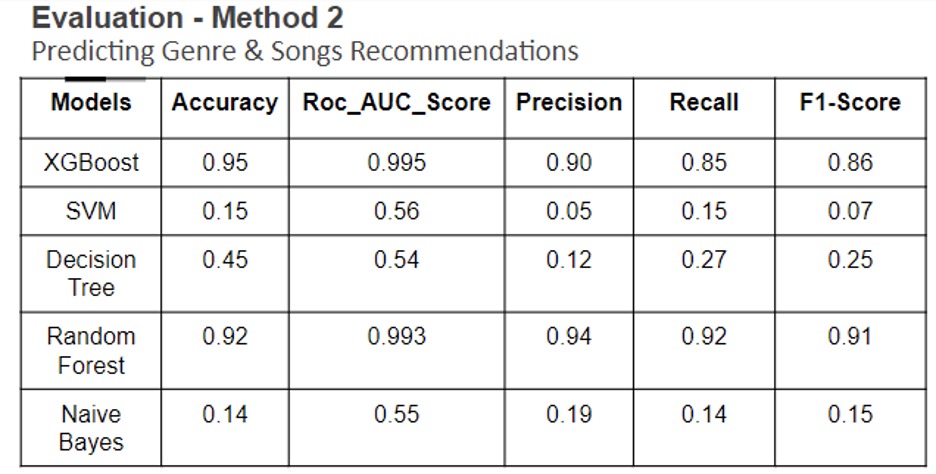 Evaluation - Method 2
Predicting Genre & Songs Recommendations
Models Accuracy Roc_AUC_Score Precision Recall F1-Score
XGBoost 0.95 0.995 0.90 0.85 0.86
SVM 0.15 0.56 0.05 0.15 0.07
Decision Tree 0.45 0.54 0.12 0.27 0.25
Random Forest 0.92 0.993 0.94 0.92 0.91
Naive Bayes 0.14 0.55 0.19 0.14 0.15